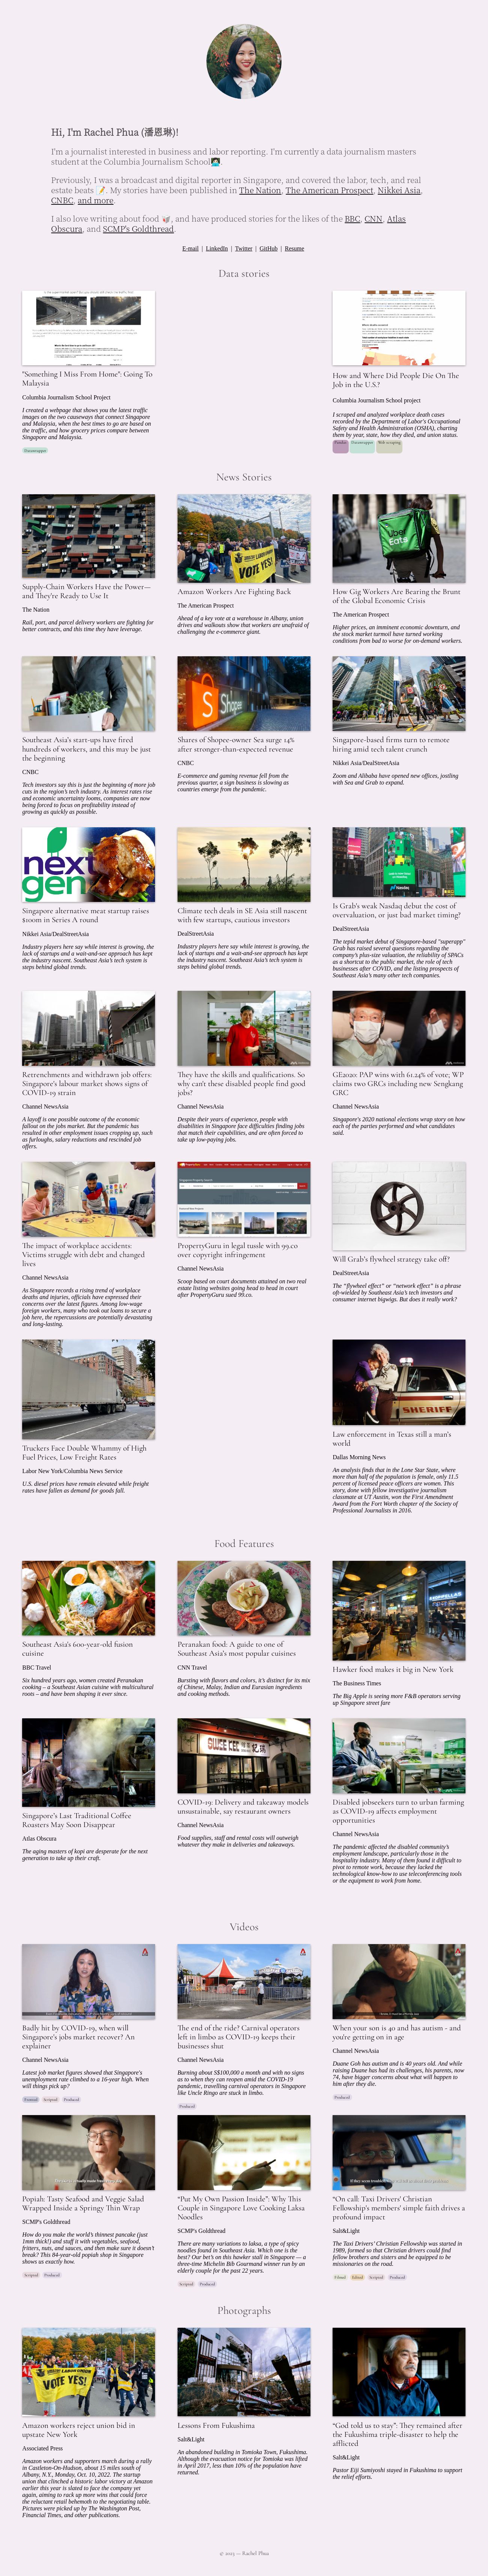 Hi, I'm Rachel Phua (潘恩琳)!
I'm a journalist interested in business and labor reporting. I'm currently a data journalism masters
student at the Columbia Journalism School👩🏻‍💻
Previously, I was a broadcast and digital reporter in Singapore, and covered the labor, tech, and real
estate beats 📝. My stories have been published in The Nation, The American Prospect, Nikkei Asia,
CNBC, and more.
I also love writing about food 🥡, and have produced stories for the likes of the BBC, CNN, Atlas
Obscura, and SCMP's Goldthread.
E-mail | LinkedIn | Twitter | GitHub | Resume
Data stories
"Something I Miss From Home": Going To
Malaysia
Columbia Journalism School Project
I created a webpage that shows you the latest traffic
images on the two causeways that connect Singapore
and Malaysia, when the best times to go are based on
the traffic, and how grocery prices compare between
Singapore and Malaysia.
How and Where Did People Die On The
Job in the U.S.?
Columbia Journalism School project
I scraped and analyzed workplace death cases
recorded by the Department of Labor's Occupational
Safety and Health Administration (OSHA), charting
them by year, state, how they died, and union status.
Pandas Datawrapper Web scraping
News Stories
Supply-Chain Workers Have the Power—
and They're Ready to Use It
The Nation
Rail, port, and parcel delivery workers are fighting for
better contracts, and this time they have leverage.
VOTE YES!
Amazon Workers Are Fighting Back
The American Prospect
Ahead of a key vote at a warehouse in Albany, union
drives and walkouts show that workers are unafraid of
challenging the e-commerce giant.
Uber
Eats
How Gig Workers Are Bearing the Brunt
of the Global Economic Crisis
The American Prospect
Higher prices, an imminent economic downturn, and
the stock market turmoil have turned working
conditions from bad to worse for on-demand workers.
Southeast Asia's start-ups have fired
hundreds of workers, and this may be just
the beginning
CNBC
Tech investors say this is just the beginning of more job
cuts in the region's tech industry. As interest rates rise
and economic uncertainty looms, companies are now
being forced to focus on profitability instead of
growing as quickly as possible.
Shares of Shopee-owner Sea surge 14%
after stronger-than-expected revenue
CNBC
E-commerce and gaming revenue fell from the
previous quarter, a sign business is slowing as
countries emerge from the pandemic.
Singapore-based firms turn to remote
hiring amid tech talent crunch
Nikkei Asia/DealStreetAsia
Zoom and Alibaba have opened new offices, jostling
with Sea and Grab to expand.
next
gen
Singapore alternative meat startup raises
$100m in Series A round
Nikkei Asia/DealStreetAsia
Industry players say while interest is growing, the
lack of startups and a wait-and-see approach has kept
the industry nascent. Southeast Asia's tech system is
steps behind global trends.
Climate tech deals in SE Asia still nascent
with few startups, cautious investors
DealStreetAsia
Industry players say while interest is growing, the
lack of startups and a wait-and-see approach has kept
the industry nascent. Southeast Asia's tech system is
steps behind global trends.
Is Grab's weak Nasdaq debut the cost of
overvaluation, or just bad market timing?
DealStreetAsia
The tepid market debut of Singapore-based "superapp"
Grab has raised several questions regarding the
company's plus-size valuation, the reliability of SPACs
as a shortcut to the public market, the role of tech
businesses after COVID, and the listing prospects of
Southeast Asia's many other tech companies.
Retrenchments and withdrawn job offers:
Singapore's labour market shows signs of
COVID-19 strain
Channel NewsAsia
A layoff is one possible outcome of the economic
fallout on the jobs market. But the pandemic has
resulted in other employment issues cropping up, such
as furloughs, salary reductions and rescinded job
offers.
They have the skills and qualifications. So
why can't these disabled people find good
jobs?
Channel NewsAsia
Despite their years of experience, people with
disabilities in Singapore face difficulties finding jobs
that match their capabilities, and are often forced to
take up low-paying jobs.
GE2020: PAP wins with 61.24% of vote; WP
claims two GRCs including new Sengkang
GRC
Channel NewsAsia
Singapore's 2020 national elections wrap story on how
each of the parties performed and what candidates
said.
The impact of workplace accidents:
Victims struggle with debt and changed
lives
Channel NewsAsia
As Singapore records a rising trend of workplace
deaths and injuries, officials have expressed their
concerns over the latest figures. Among low-wage
foreign workers, many who took out loans to secure a
job here, the repercussions are potentially devastating
and long-lasting.
PropertyGuru in legal tussle with 99.co
over copyright infringement
Channel NewsAsia
Scoop based on court documents attained on two real
estate listing websites going head to head in court
after PropertyGuru sued 99.co.
Will Grab's flywheel strategy take off?
DealStreetAsia
The "flywheel effect" or "network effect" is a phrase
oft-wielded by Southeast Asia's tech investors and
consumer internet bigwigs. But does it really work?
Truckers Face Double Whammy of High
Fuel Prices, Low Freight Rates
Labor New York/Columbia News Service
U.S. diesel prices have remain elevated while freight
rates have fallen as demand for goods fall.
SHERIFF
Law enforcement in Texas still a man's
world
Dallas Morning News
An analysis finds that in the Lone Star State, where
more than half of the population is female, only 11.5
percent of licensed peace officers are women. This
story, done with fellow investigative journalism
classmate at UT Austin, won the First Amendment
Award from the Fort Worth chapter of the Society of
Professional Journalists in 2016.
Food Features
Southeast Asia's 600-year-old fusion
cuisine
BBC Travel
Six hundred years ago, women created Peranakan
cooking – a Southeast Asian cuisine with multicultural
roots – and have been shaping it ever since.
Peranakan food: A guide to one of
Southeast Asia's most popular cuisines
CNN Travel
Bursting with flavors and colors, it's distinct for its mix
of Chinese, Malay, Indian and Eurasian ingredients
and cooking methods.
Hawker food makes it big in New York
The Business Times
The Big Apple is seeing more F&B operators serving
up Singapore street fare
Singapore's Last Traditional Coffee
Roasters May Soon Disappear
Atlas Obscura
The aging masters of kopi are desperate for the next
generation to take up their craft.
GUICE KEE
COVID-19: Delivery and takeaway models
unsustainable, say restaurant owners
Channel NewsAsia
Food supplies, staff and rental costs will outweigh
whatever they make in deliveries and takeaways.
Disabled jobseekers turn to urban farming
as COVID-19 affects employment
opportunities
Channel NewsAsia
The pandemic affected the disabled community's
employment landscape, particularly those in the
hospitality industry. Many of them found it difficult to
pivot to remote work, because they lacked the
technological know-how to use teleconferencing tools
or the equipment to work from home.
Videos
Badly hit by COVID-19, when will
Singapore's jobs market recover? An
explainer
Channel NewsAsia
Latest job market figures showed that Singapore's
unemployment rate climbed to a 16-year high. When
will things pick up?
Scripted Produced
The end of the ride? Carnival operators
left in limbo as COVID-19 keeps their
businesses shut
Channel NewsAsia
Burning about S$100,000 a month and with no signs
as to when they can reopen amid the COVID-19
pandemic, travelling carnival operators in Singapore
like Uncle Ringo are stuck in limbo.
Produced
When your son is 40 and has autism - and
you're getting on in age
Channel NewsAsia
Duane Goh has autism and is 40 years old. And while
raising Duane has had its challenges, his parents, now
74, have bigger concerns about what will happen to
him after they die.
Produced
Popiah: Tasty Seafood and Veggie Salad
Wrapped Inside a Springy Thin Wrap
SCMP's Goldthread
How do you make the world's thinnest pancake (just
1mm thick!) and stuff it with vegetables, seafood,
fritters, nuts, and sauces, and then make sure it doesn't
break? This 84-year-old popiah shop in Singapore
shows us exactly how.
Scripted Produced
"Put My Own Passion Inside": Why This
Couple in Singapore Love Cooking Laksa
Noodles
SCMP's Goldthread
There are many variations to laksa, a type of spicy
noodles found in Southeast Asia. Which one is the
best? Our bet's on this hawker stall in Singapore — a
three-time Michelin Bib Gourmand winner run by an
elderly couple for the past 22 years.
Scripted Produced
"On call: Taxi Drivers' Christian
Fellowship's members' simple faith drives a
profound impact
Salt&Light
The Taxi Drivers' Christian Fellowship was started in
1989, formed so that Christian drivers could find
fellow brothers and sisters and be equipped to be
missionaries on the road.
Filmed Edited Scripted Produced
Photographs
VOTE YES!
Amazon workers reject union bid in
upstate New York
Associated Press
Amazon workers and supporters march during a rally
in Castleton-On-Hudson, about 15 miles south of
Albany, N.Y., Monday, Oct. 10, 2022. The startup
union that clinched a historic labor victory at Amazon
earlier this year is slated to face the company yet
again, aiming to rack up more wins that could force
the reluctant retail behemoth to the negotiating table.
Pictures were picked up by The Washington Post,
Financial Times, and other publications.
Lessons From Fukushima
Salt&Light
An abandoned building in Tomioka Town, Fukushima.
Although the evacuation notice for Tomioka was lifted
in April 2017, less than 10% of the population have
returned.
"God told us to stay": They remained after
the Fukushima triple-disaster to help the
afflicted
Salt&Light
Pastor Eiji Sumiyoshi stayed in Fukushima to support
the relief efforts.
© 2023 — Rachel Phua